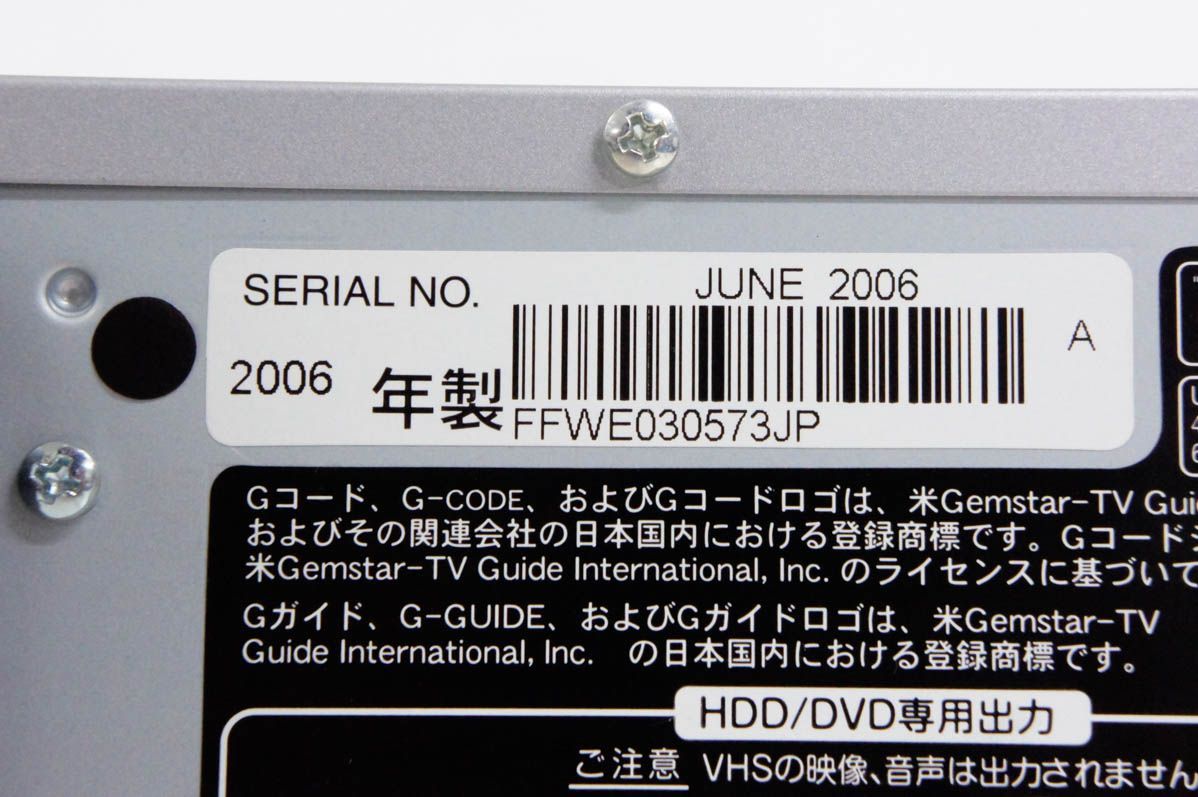 SERIAL NO.
JUNE 2006
A
2006 年製
FFWE030573JP
Gコード、G-CODE、およびGコードロゴは、米Gemstar-TV
およびその関連会社の日本国内における登録商標です。Gコード
米Gemstar-TV Guide International, Inc. のライセンスに基づいて
Gガイド、G-GUIDE、およびGガイドロゴは、米Gemstar-TV
Guide International, Inc. の日本国内における登録商標です。
HDD/DVD専用出力
ご注意 VHSの映像、音声は出力されません